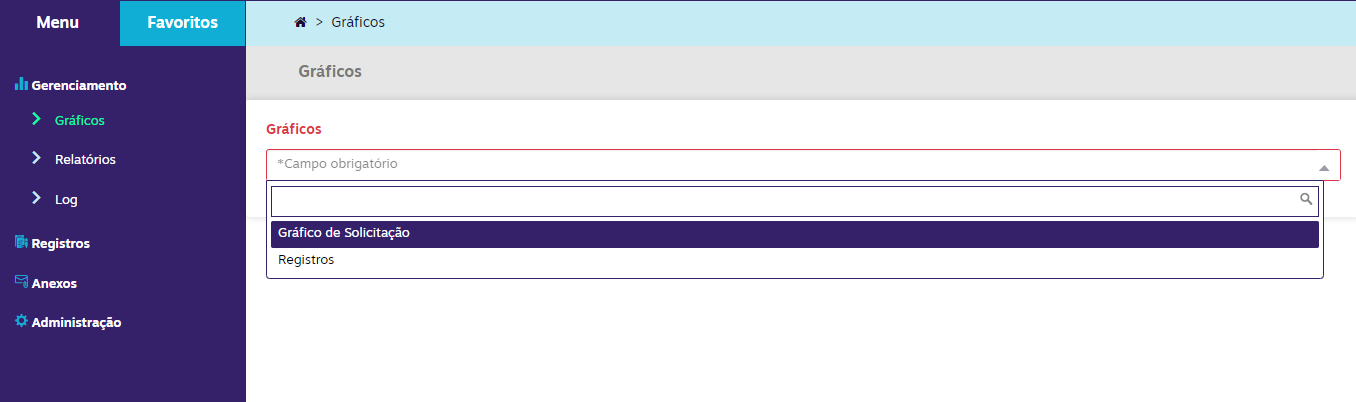 Menu
Favoritos
> Gráficos
Gráficos
Gerenciamento
Gráficos
Relatórios
Log
Registros
Anexos
Administração
Gráficos
*Campo obrigatório
Gráfico de Solicitação
Registros